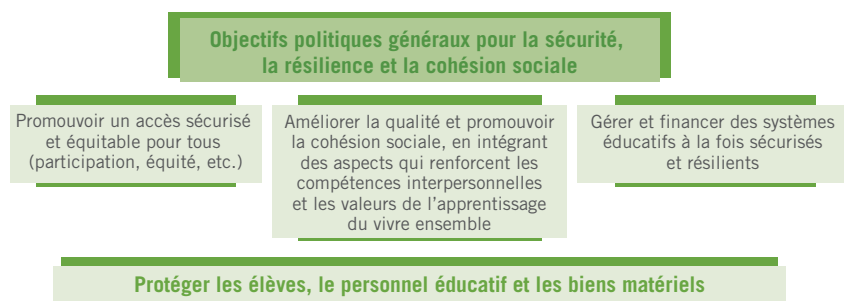 Objectifs politiques généraux pour la sécurité,
la résilience et la cohésion sociale
Promouvoir un accès sécurisé
et équitable pour tous
(participation, équité, etc.)
Améliorer la qualité et promouvoir
la cohésion sociale, en intégrant
des aspects qui renforcent les
compétences interpersonnelles
et les valeurs de l’apprentissage
du vivre ensemble
Gérer et financer des systèmes
éducatifs à la fois sécurisés
et résilients
Protéger les élèves, le personnel éducatif et les biens matériels